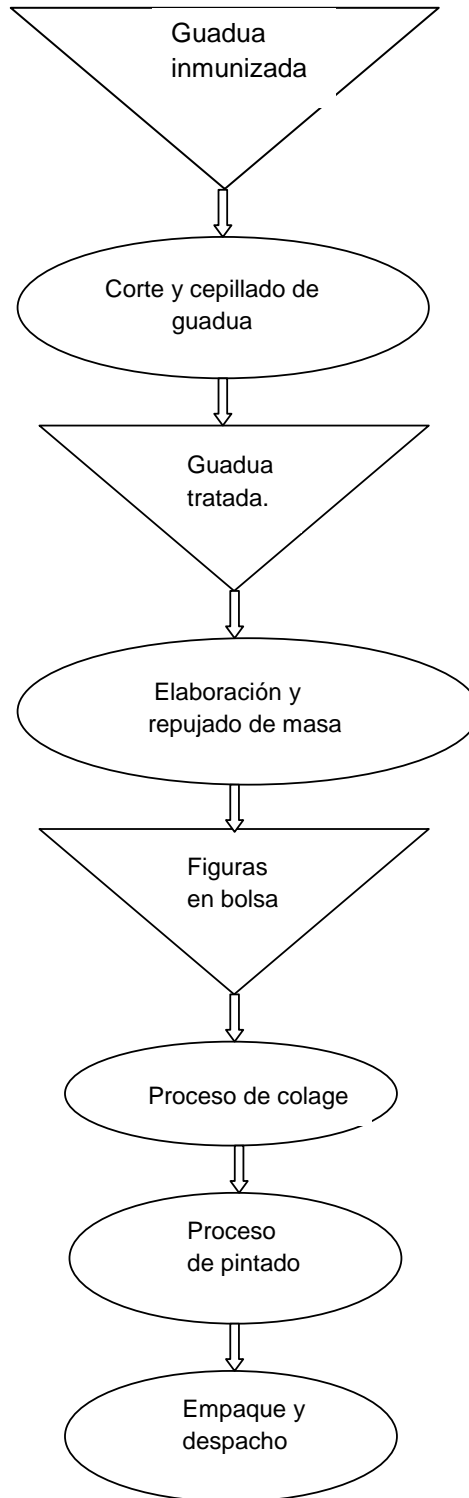 Guadua
inmunizada
Corte y cepillado de
guadua
Guadua
tratada.
Elaboración y
repujado de masa
Figuras
en bolsa
Proceso de colage
Proceso
de pintado
Empaque y
despacho